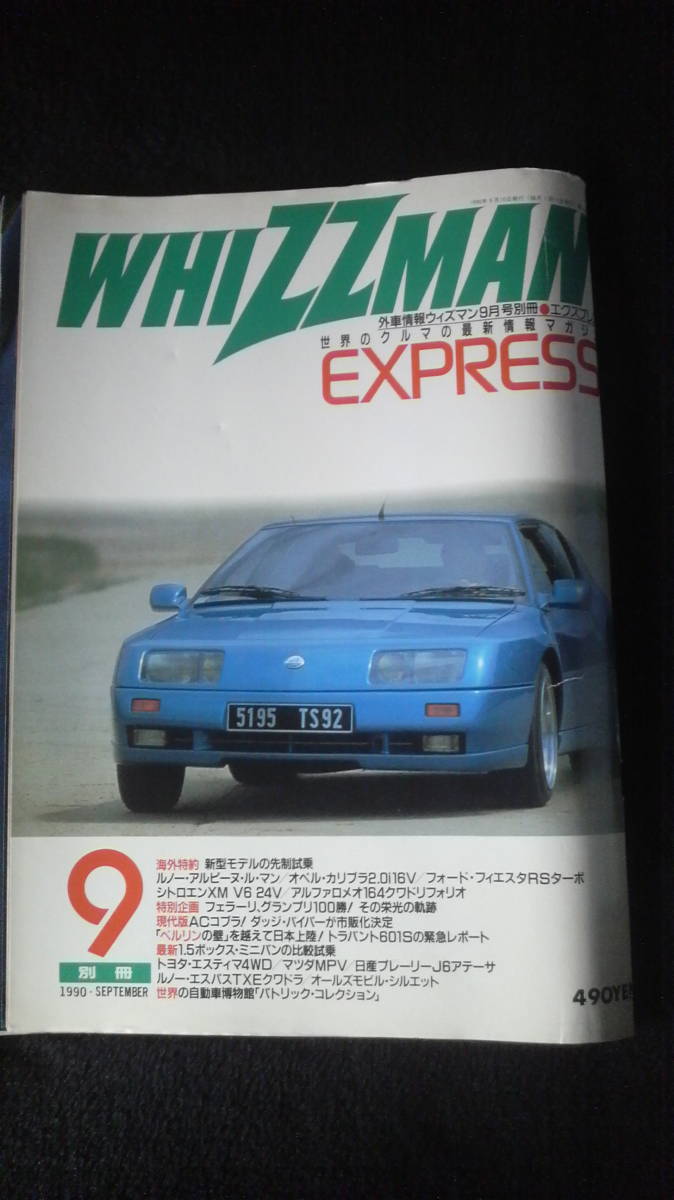 WHIZZMAN
外車情報ウィズマン9月号別冊●エクスプレ
世界のクルマの最新情報マガジ
EXPRESS
5195 TS92
9
別冊
1990-SEPTEMBER
海外特約 新型モデルの先制試乗
ルノー・アルピーヌ・ル・マン/オペル・カリブラ2.0i16V/フォード・フィエスタRSターボ
シトロエンXM V6 24V/アルファロメオ164クワドリフォリオ
特別企画 フェラーリ、グランプリ100勝! その栄光の軌跡
現代版ACコブラ! ダッジ・バイパーが市販化決定
「ベルリンの壁」を越えて日本上陸! トラバント601Sの緊急レポート
最新1.5ボックス・ミニバンの比較試乗
トヨタ・エスティマ4WD/マツダMPV/日産プレーリーJ6アテーサ
ルノー・エスパスTXEクワドラ/オールズモビル・シルエット
世界の自動車博物館「パトリック・コレクション」
490YEN